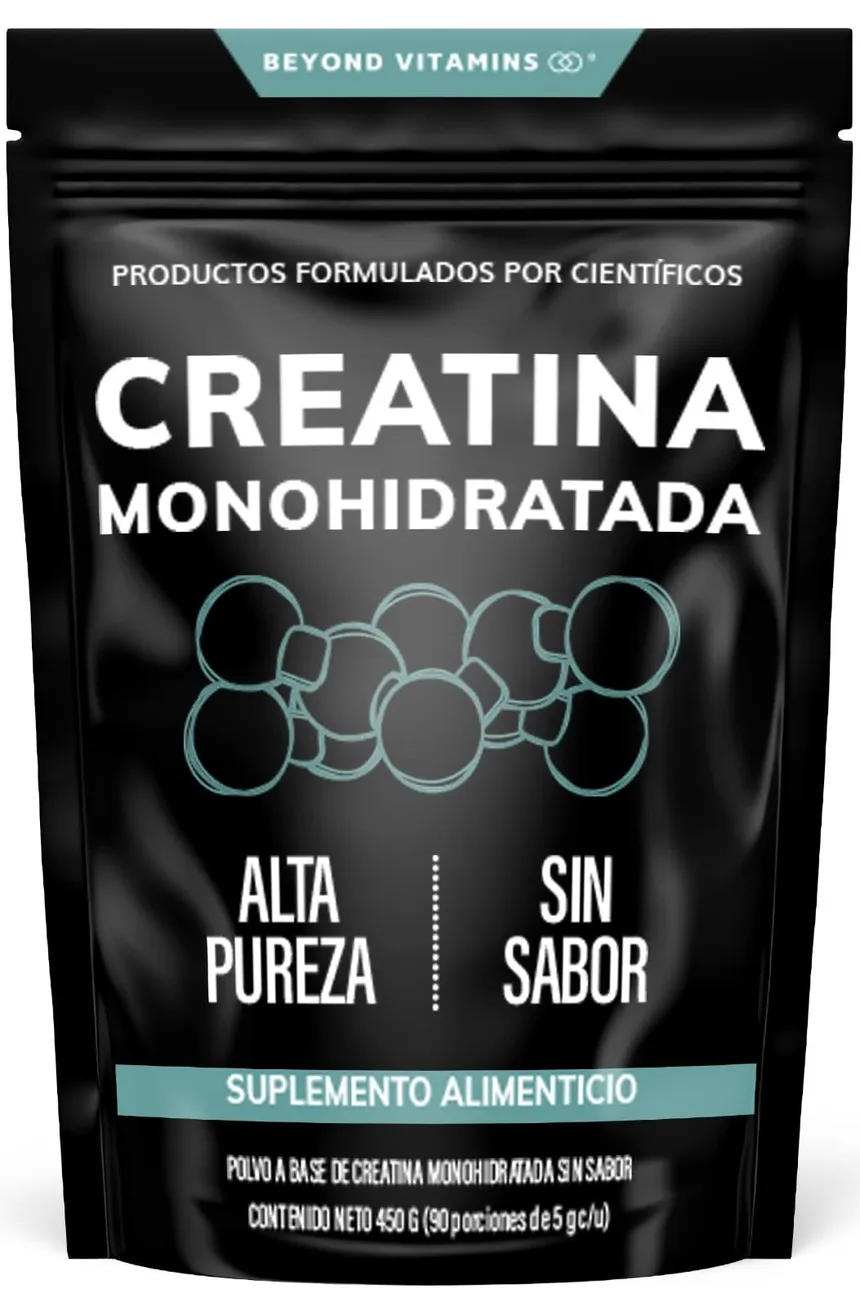 BEYOND VITAMINS ®
PRODUCTOS FORMULADOS POR CIENTÍFICOS
CREATINA
MONOHIDRATADA
ALTA
PUREZA
SIN
SABOR
SUPLEMENTO ALIMENTICIO
POLVO A BASE DE CREATINA MONOHIDRATADA SIN SABOR
CONTENIDO NETO 450 G (90 porciones de 5 g c/u)